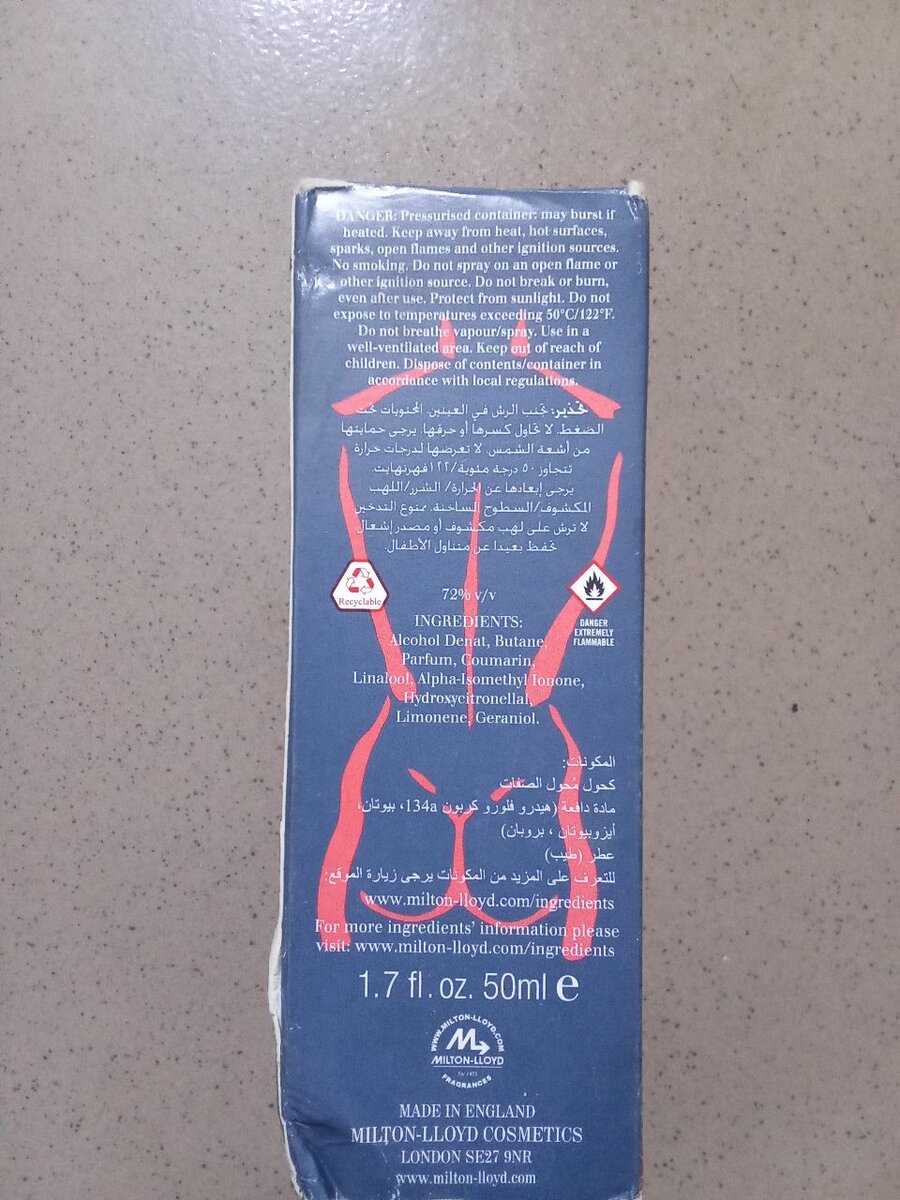 DANGER: Pressurised container: may burst if
heated. Keep away from heat, hot surfaces,
sparks, open flames and other ignition sources.
No smoking. Do not spray on an open flame or
other ignition source. Do not break or burn,
even after use. Protect from sunlight. Do not
expose to temperatures exceeding 50°C/122°F.
Do not breathe vapour/spray. Use in a
well-ventilated area. Keep out of reach of
children. Dispose of contents/container in
accordance with local regulations.
تحذير: تجنب الرش في العينين. المحتويات تحت
الضغط. لا تحاول كسرها أو حرقها. يرجى حمايتها
من أشعة الشمس. لا تعرضها لدرجات حرارة
تتجاوز ٥٠ درجة مئوية/١٢٢ فهرنهايت.
يرجى إبعادها عن الحرارة/ الشرر/اللهب
المكشوف/السطوح الساخنة. ممنوع التدخين.
لا ترش على لهب مكشوف أو مصدر إشعال
تحفظ بعيدا عن متناول الأطفال.
Recyclable
DANGER
EXTREMELY
FLAMMABLE
72% v/v
INGREDIENTS:
Alcohol Denat, Butane,
Parfum, Coumarin,
Linalool, Alpha-Isomethyl Ionone,
Hydroxycitronellal,
Limonene, Geraniol.
المكونات:
كحول مُحول الصفات
مادة دافعة (هيدرو فلورو كربون 134a، بيوتان،
أيزوبيوتان ، بروبان)
عطر (طيب)
للتعرف على المزيد من المكونات يرجى زيارة الموقع:
www.milton-lloyd.com/ingredients
For more ingredients' information please
visit: www.milton-lloyd.com/ingredients
1.7 fl. oz. 50ml e
WWW.MILTON-LLOYD.COM
MILTON-LLOYD
Est 1975
FRAGRANCES
MADE IN ENGLAND
MILTON-LLOYD COSMETICS
LONDON SE27 9NR
www.milton-lloyd.com